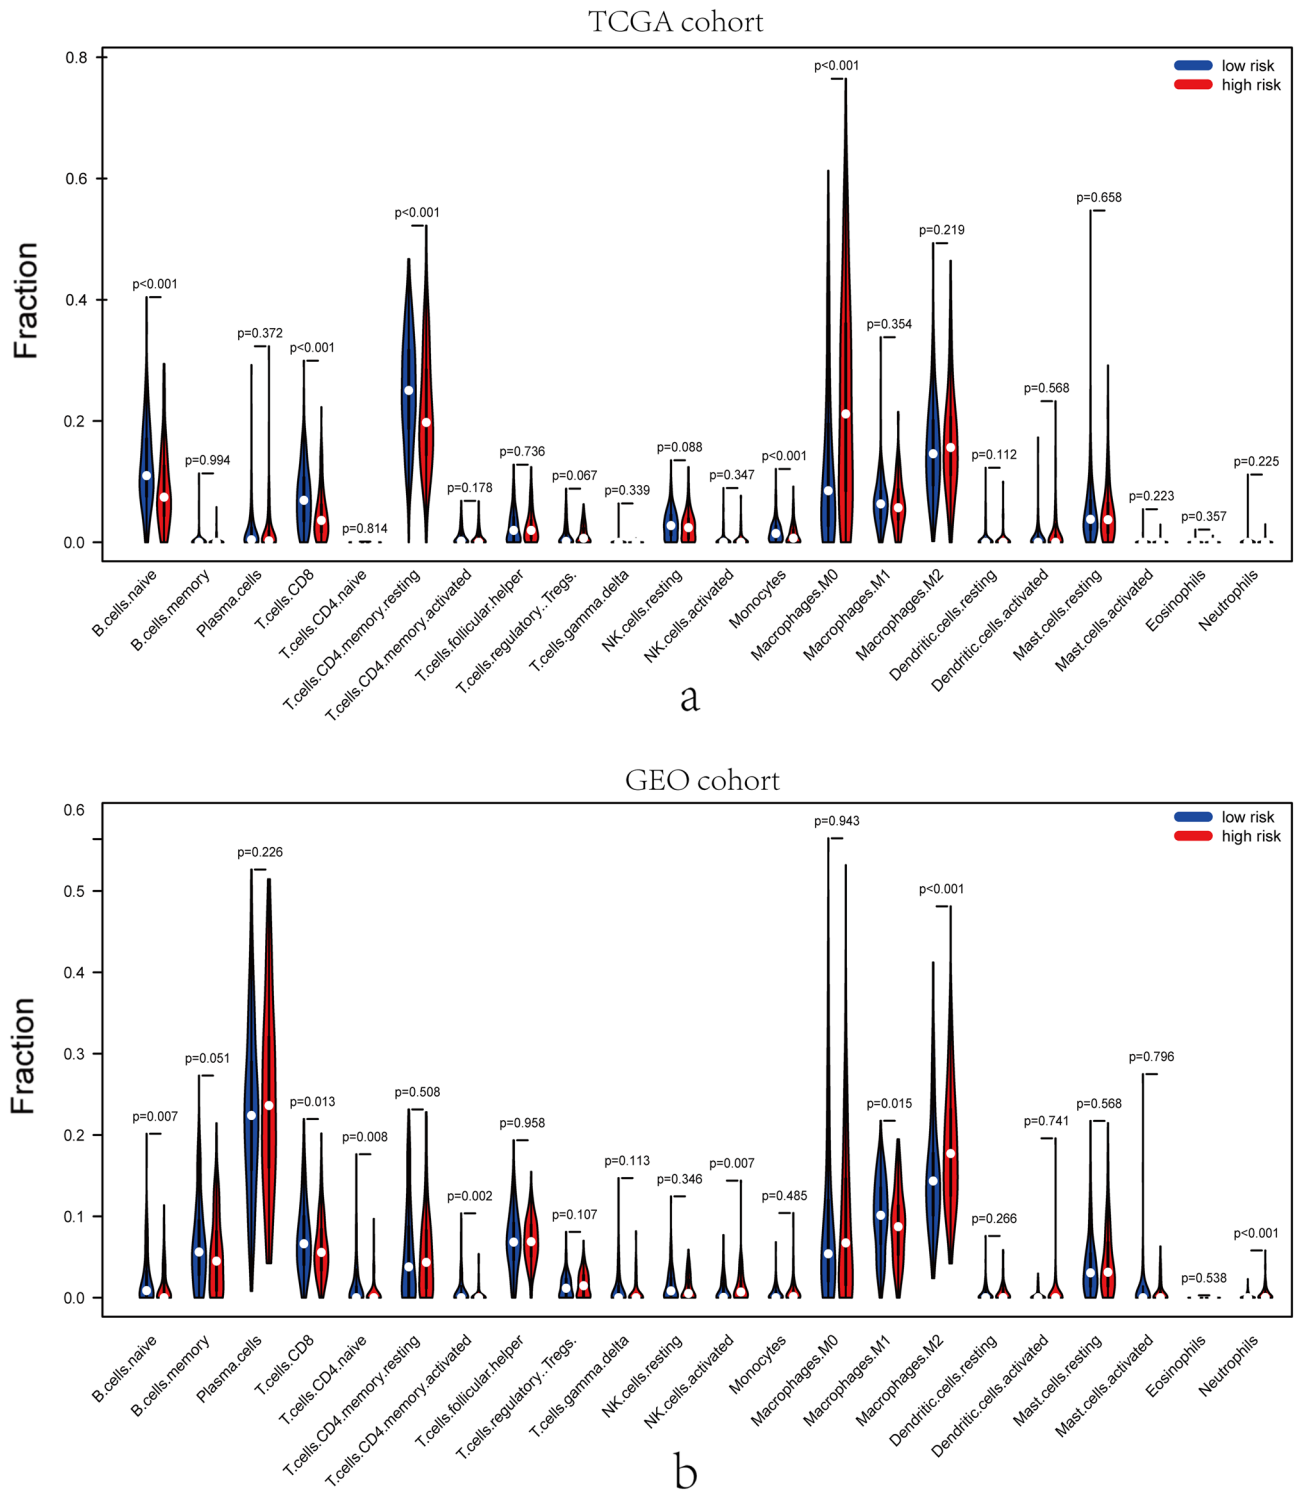 TCGA cohort
0.8
0.6
0.4
0.2
0.0
Fraction
low risk
high risk
p<0.001
p=0.994
p=0.372
p<0.001
p=0.814
p<0.001
p=0.178
p=0.736
p=0.067
p=0.339
p=0.088
p=0.347
p<0.001
p<0.001
p=0.354
p=0.219
p=0.112
p=0.568
p=0.658
p=0.223
p=0.357
p=0.225
B.cells.naive
B.cells.memory
Plasma.cells
T.cells.CD8
T.cells.CD4.naive
T.cells.CD4.memory.resting
T.cells.CD4.memory.activated
T.cells.follicular.helper
T.cells.regulatory..Tregs.
T.cells.gamma.delta
NK.cells.resting
NK.cells.activated
Monocytes
Macrophages.M0
Macrophages.M1
Macrophages.M2
Dendritic.cells.resting
Dendritic.cells.activated
Mast.cells.resting
Mast.cells.activated
Eosinophils
Neutrophils
a
GEO cohort
0.6
0.5
0.4
0.3
0.2
0.1
0.0
Fraction
low risk
high risk
p=0.007
p=0.051
p=0.226
p=0.013
p=0.008
p=0.508
p=0.002
p=0.958
p=0.107
p=0.113
p=0.346
p=0.007
p=0.485
p=0.943
p=0.015
p<0.001
p=0.266
p=0.741
p=0.568
p=0.796
p=0.538
p<0.001
B.cells.naive
B.cells.memory
Plasma.cells
T.cells.CD8
T.cells.CD4.naive
T.cells.CD4.memory.resting
T.cells.CD4.memory.activated
T.cells.follicular.helper
T.cells.regulatory..Tregs.
T.cells.gamma.delta
NK.cells.resting
NK.cells.activated
Monocytes
Macrophages.M0
Macrophages.M1
Macrophages.M2
Dendritic.cells.resting
Dendritic.cells.activated
Mast.cells.resting
Mast.cells.activated
Eosinophils
Neutrophils
b